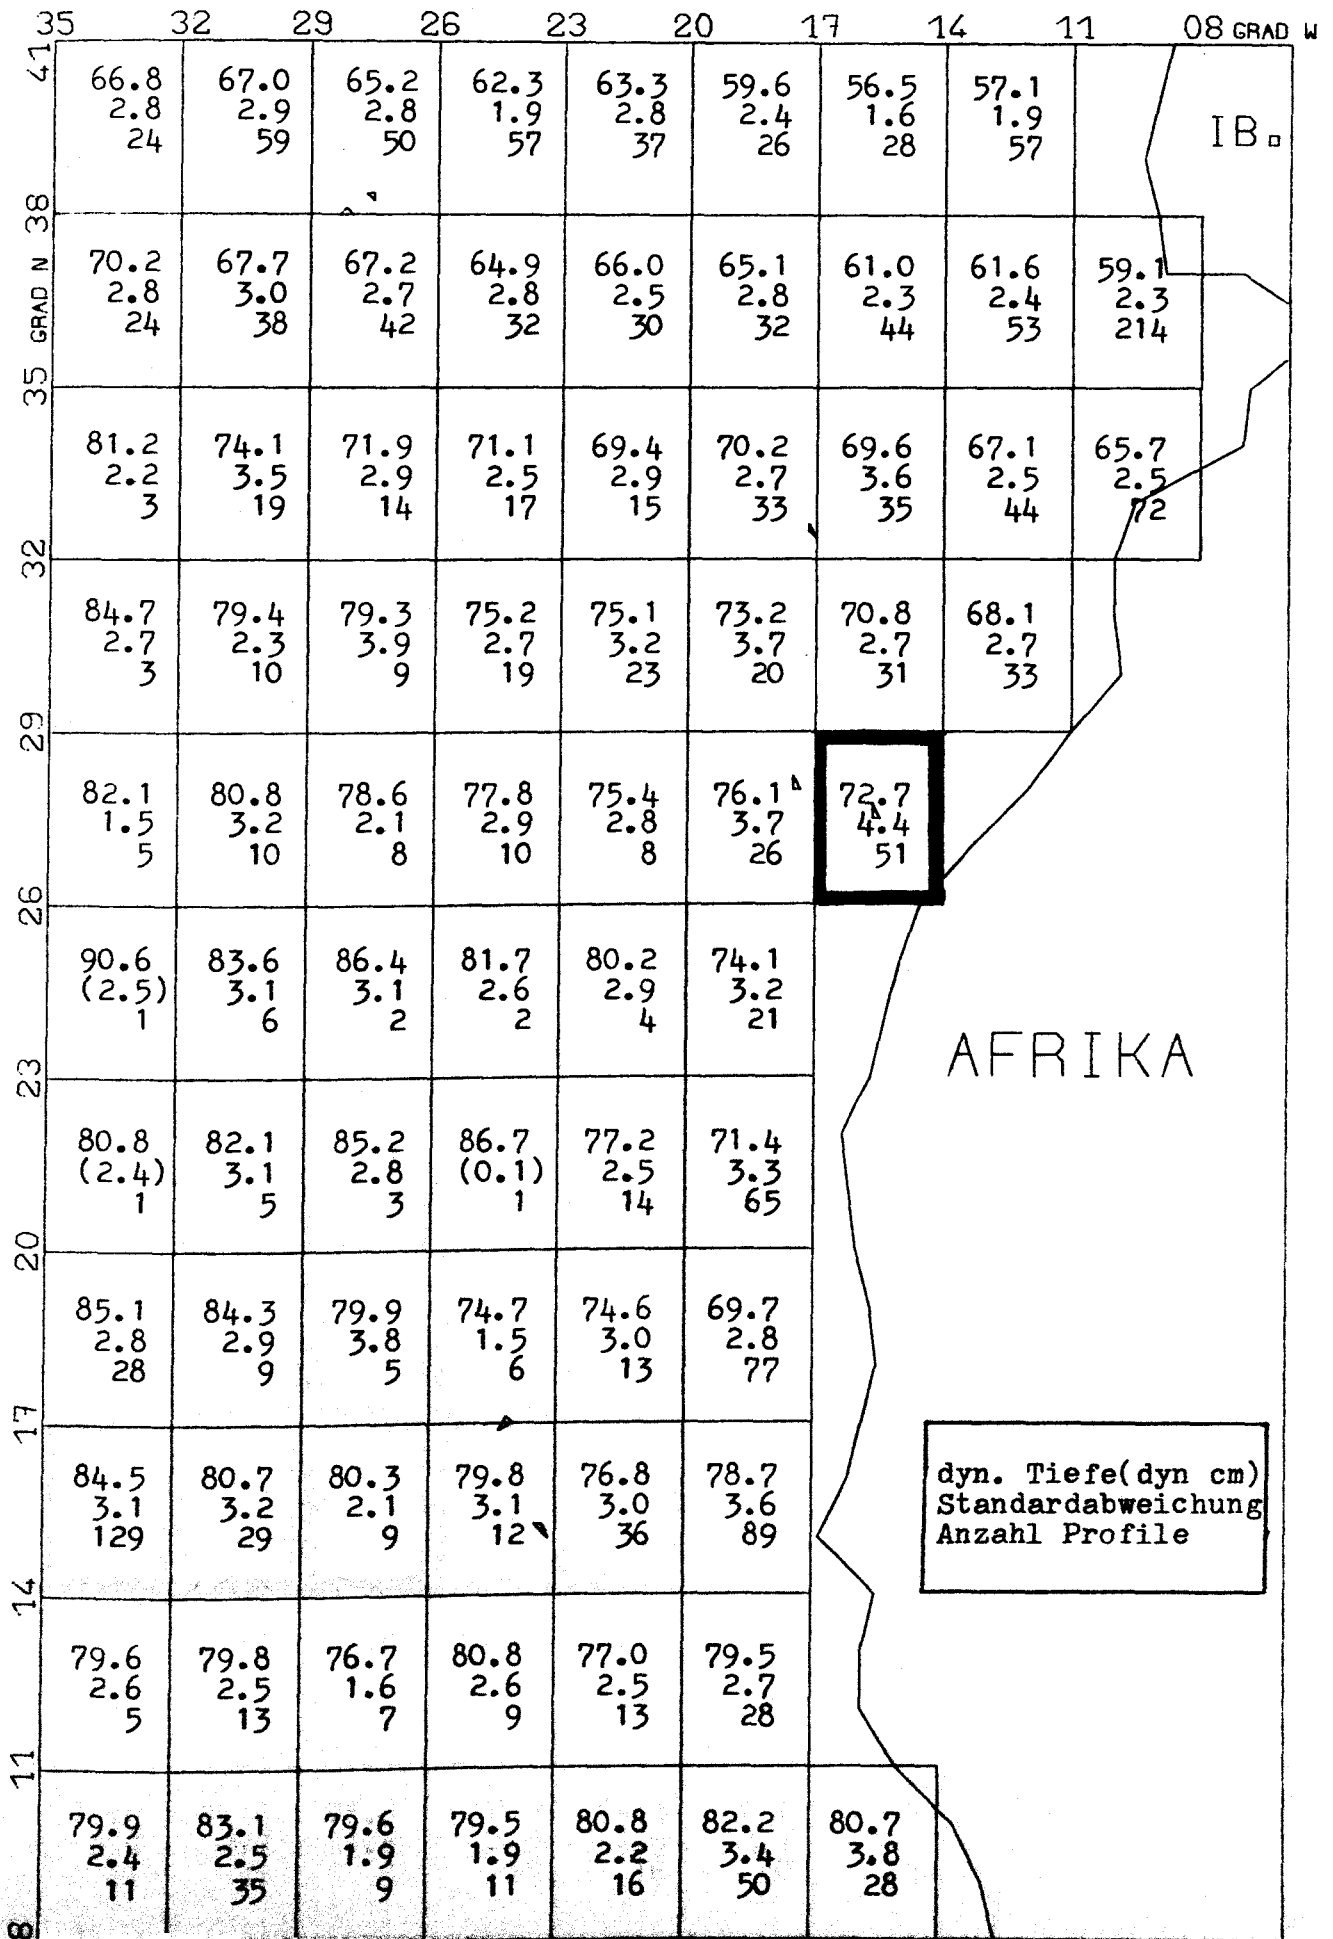 35 32 29 26 23 20 17 14 11 08 GRAD W
41
66.8 67.0 65.2 62.3 63.3 59.6 56.5 57.1
2.8 2.9 2.8 1.9 2.8 2.4 1.6 1.9
24 59 50 57 37 26 28 57
IB.
38
GRAD N
70.2 67.7 67.2 64.9 66.0 65.1 61.0 61.6 59.1
2.8 3.0 2.7 2.8 2.5 2.8 2.3 2.4 2.3
24 38 42 32 30 32 44 53 214
35
81.2 74.1 71.9 71.1 69.4 70.2 69.6 67.1 65.7
2.2 3.5 2.9 2.5 2.9 2.7 3.6 2.5 2.5
3 19 14 17 15 33 35 44 72
32
84.7 79.4 79.3 75.2 75.1 73.2 70.8 68.1
2.7 2.3 3.9 2.7 3.2 3.7 2.7 2.7
3 10 9 19 23 20 31 33
29
82.1 80.8 78.6 77.8 75.4 76.1 72.7
1.5 3.2 2.1 2.9 2.8 3.7 4.4
5 10 8 10 8 26 51
26
90.6 83.6 86.4 81.7 80.2 74.1
(2.5) 3.1 3.1 2.6 2.9 3.2
1 6 2 2 4 21
AFRIKA
23
80.8 82.1 85.2 86.7 77.2 71.4
(2.4) 3.1 2.8 (0.1) 2.5 3.3
1 5 3 1 14 65
20
85.1 84.3 79.9 74.7 74.6 69.7
2.8 2.9 3.8 1.5 3.0 2.8
28 9 5 6 13 77
17
84.5 80.7 80.3 79.8 76.8 78.7
3.1 3.2 2.1 3.1 3.0 3.6
129 29 9 12 36 89
dyn. Tiefe(dyn cm)
Standardabweichung
Anzahl Profile
14
79.6 79.8 76.7 80.8 77.0 79.5
2.6 2.5 1.6 2.6 2.5 2.7
5 13 7 9 13 28
11
79.9 83.1 79.6 79.5 80.8 82.2 80.7
2.4 2.5 1.9 1.9 2.2 3.4 3.8
11 35 9 11 16 50 28
8